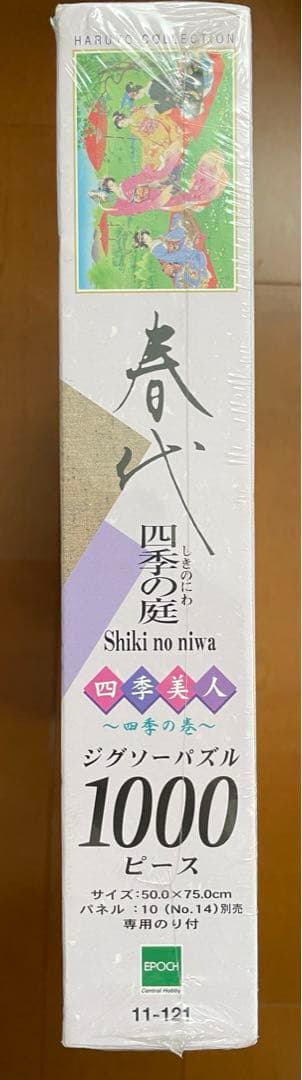 HARUYO COLLECTION
春代
四季の庭
しきのにわ
Shiki no niwa
四季美人
～四季の巻～
ジグソーパズル
1000
ピース
サイズ:50.0×75.0cm
パネル :10 (No.14)別売
専用のり付
EPOCH
Central Hobby
11-121